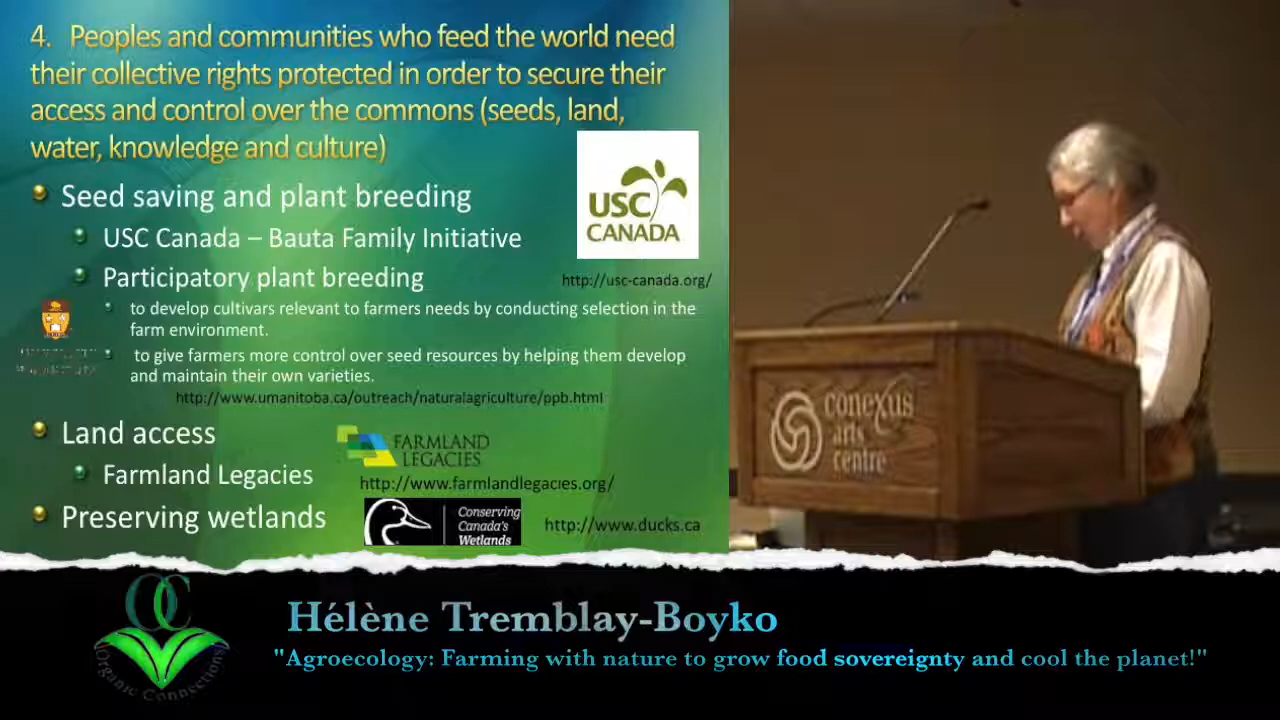 4. Peoples and communities who feed the world need
their collective rights protected in order to secure their
access and control over the commons (seeds, land,
water, knowledge and culture)
USC
CANADA
Seed saving and plant breeding
USC Canada – Bauta Family Initiative
Participatory plant breeding
http://usc-canada.org/
to develop cultivars relevant to farmers needs by conducting selection in the
farm environment.
to give farmers more control over seed resources by helping them develop
and maintain their own varieties.
http://www.umanitoba.ca/outreach/naturalagriculture/ppb.html
Land access
FARMLAND
LEGACIES
Farmland Legacies
http://www.farmlandlegacies.org/
Preserving wetlands
Conserving
Canada's
Wetlands
http://www.ducks.ca
conexus
arts
centre
OC
Organic Connections
Hélène Tremblay-Boyko
"Agroecology: Farming with nature to grow food sovereignty and cool the planet!"